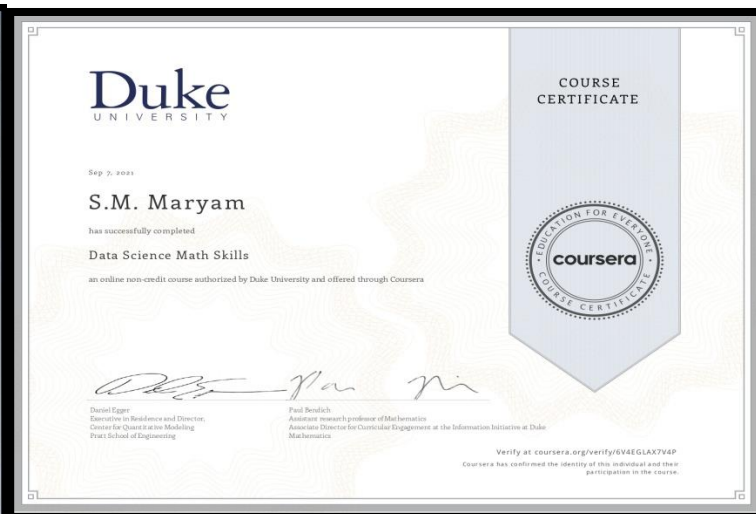 Duke
UNIVERSITY
COURSE
CERTIFICATE
Sep 7, 2021
S.M. Maryam
has successfully completed
Data Science Math Skills
an online non-credit course authorized by Duke University and offered through Coursera
EDUCATION FOR EVERYONE
coursera
COURSE CERTIFICATE
Daniel Egger
Executive in Residence and Director,
Center for Quantitative Modeling
Pratt School of Engineering
Paul Bendich
Assistant research professor of Mathematics
Associate Director for Curricular Engagement at the Information Initiative at Duke
Mathematics
Verify at coursera.org/verify/6V4EGLAX7V4P
Coursera has confirmed the identity of this individual and their
participation in the course.